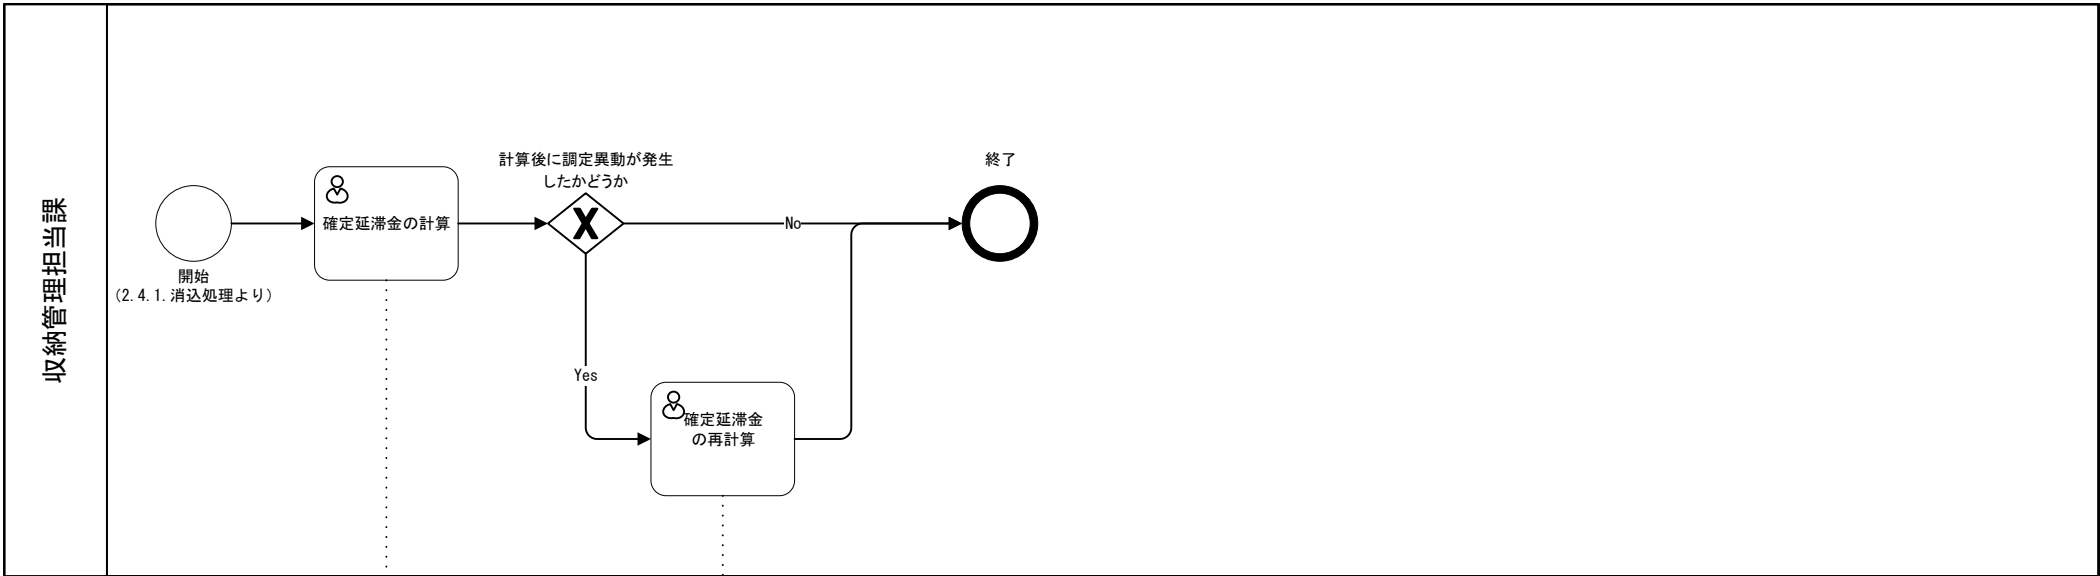 収納管理担当課
開始
（2.4.1.消込処理より）
確定延滞金の計算
計算後に調定異動が発生
したかどうか
No
Yes
確定延滞金
の再計算
終了